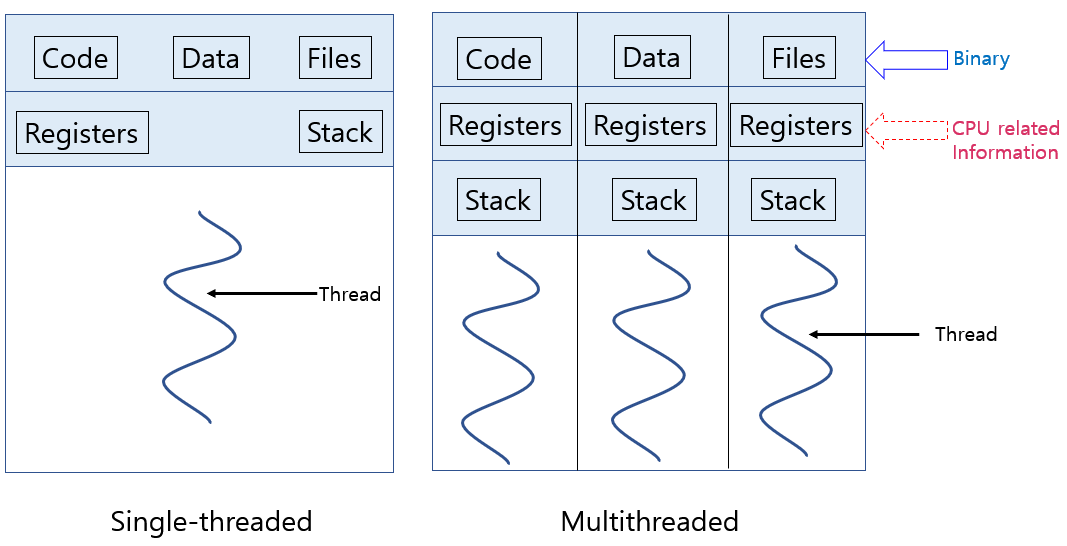 Code Data Files
Registers Stack
Thread
Single-threaded
Code Data Files
Binary
Registers Registers Registers
CPU related
Information
Stack Stack Stack
Thread
Multithreaded